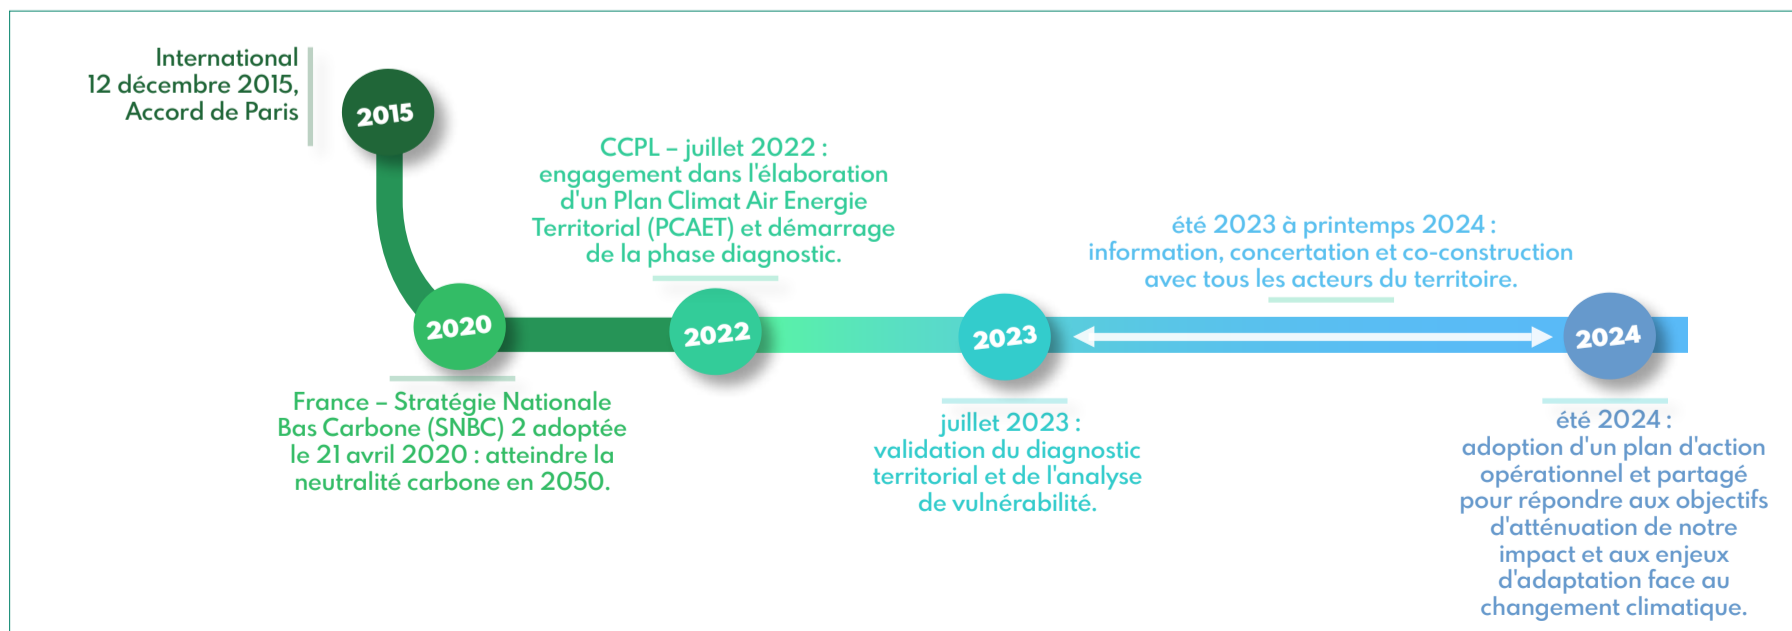 International
12 décembre 2015,
Accord de Paris
2015
2020
France – Stratégie Nationale
Bas Carbone (SNBC) 2 adoptée
le 21 avril 2020 : atteindre la
neutralité carbone en 2050.
CCPL – juillet 2022 :
engagement dans l'élaboration
d'un Plan Climat Air Energie
Territorial (PCAET) et démarrage
de la phase diagnostic.
2022
2023
juillet 2023 :
validation du diagnostic
territorial et de l'analyse
de vulnérabilité.
été 2023 à printemps 2024 :
information, concertation et co-construction
avec tous les acteurs du territoire.
2024
été 2024 :
adoption d'un plan d'action
opérationnel et partagé
pour répondre aux objectifs
d'atténuation de notre
impact et aux enjeux
d'adaptation face au
changement climatique.